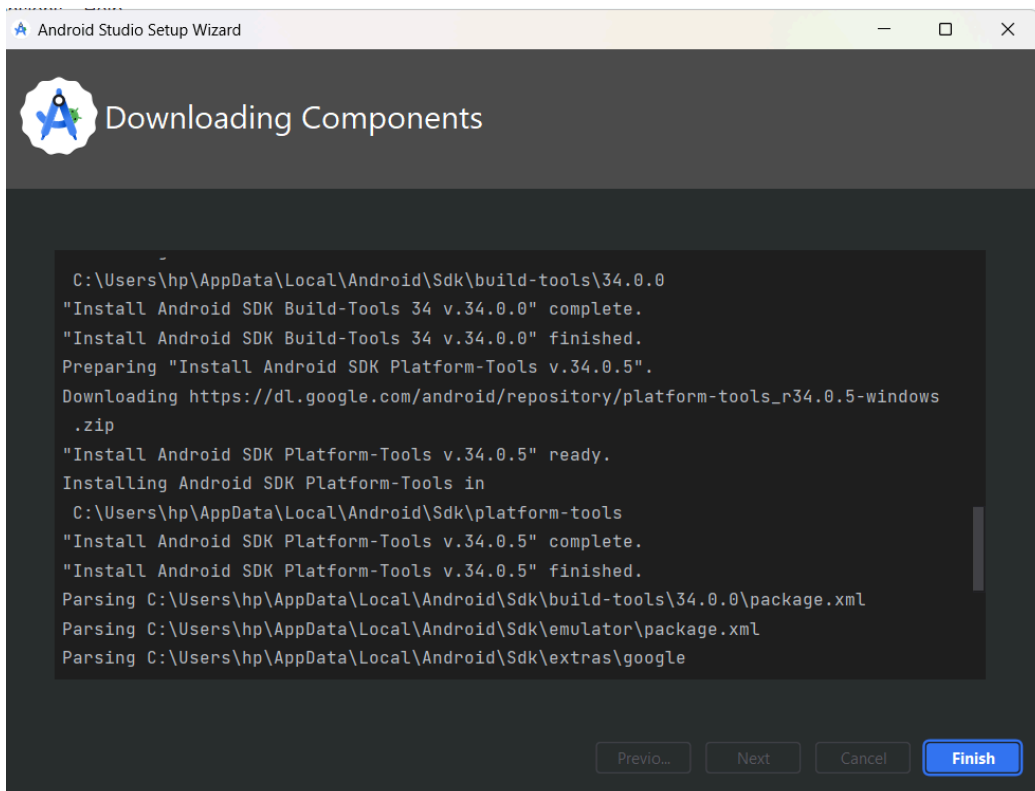 Android Studio Setup Wizard
Downloading Components
C:\Users\hp\AppData\Local\Android\Sdk\build-tools\34.0.0
"Install Android SDK Build-Tools 34 v.34.0.0" complete.
"Install Android SDK Build-Tools 34 v.34.0.0" finished.
Preparing "Install Android SDK Platform-Tools v.34.0.5".
Downloading https://dl.google.com/android/repository/platform-tools_r34.0.5-windows
.zip
"Install Android SDK Platform-Tools v.34.0.5" ready.
Installing Android SDK Platform-Tools in
C:\Users\hp\AppData\Local\Android\Sdk\platform-tools
"Install Android SDK Platform-Tools v.34.0.5" complete.
"Install Android SDK Platform-Tools v.34.0.5" finished.
Parsing C:\Users\hp\AppData\Local\Android\Sdk\build-tools\34.0.0\package.xml
Parsing C:\Users\hp\AppData\Local\Android\Sdk\emulator\package.xml
Parsing C:\Users\hp\AppData\Local\Android\Sdk\extras\google
Previo... Next Cancel Finish